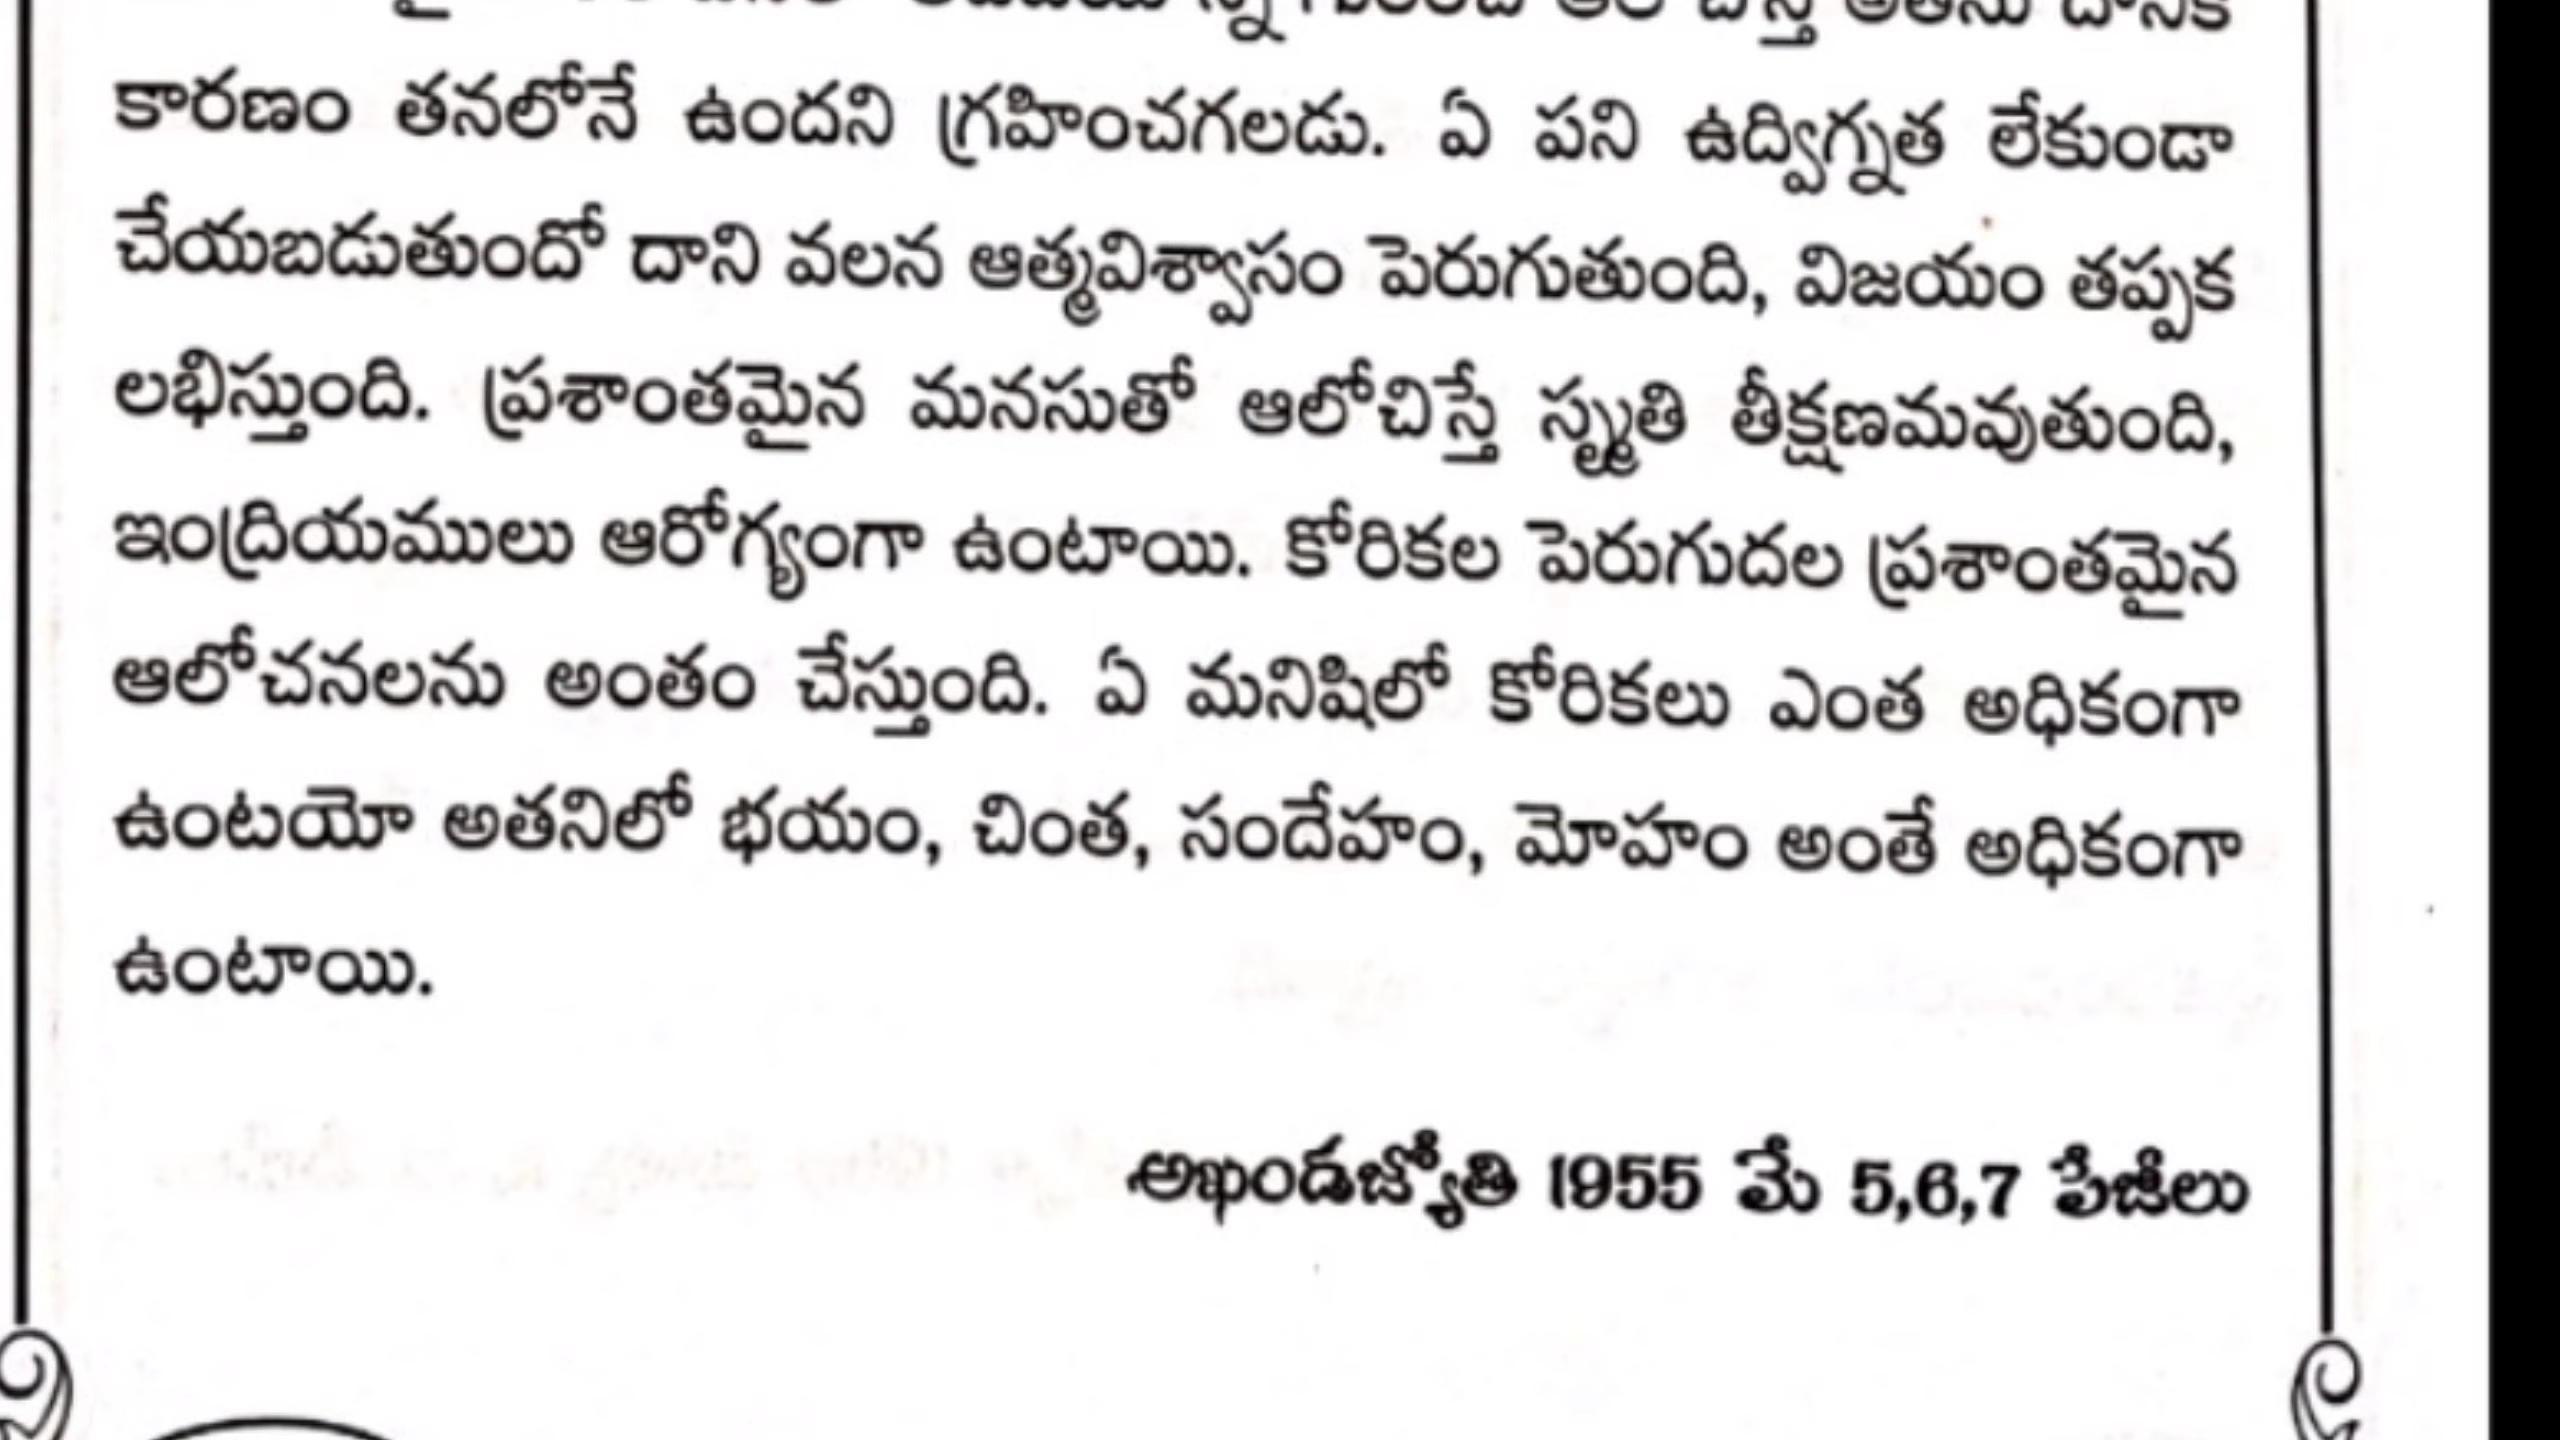 గురించి ఆలోచిస్తే అతను దానికి
కారణం తనలోనే ఉందని గ్రహించగలడు. ఏ పని ఉద్విగ్నత లేకుండా
చేయబడుతుందో దాని వలన ఆత్మవిశ్వాసం పెరుగుతుంది, విజయం తప్పక
లభిస్తుంది. ప్రశాంతమైన మనసుతో ఆలోచిస్తే స్మృతి తీక్షణమవుతుంది,
ఇంద్రియములు ఆరోగ్యంగా ఉంటాయి. కోరికల పెరుగుదల ప్రశాంతమైన
ఆలోచనలను అంతం చేస్తుంది. ఏ మనిషిలో కోరికలు ఎంత అధికంగా
ఉంటయో అతనిలో భయం, చింత, సందేహం, మోహం అంతే అధికంగా
ఉంటాయి.
అఖండజ్యోతి 1955 మే 5,6,7 పేజీలు